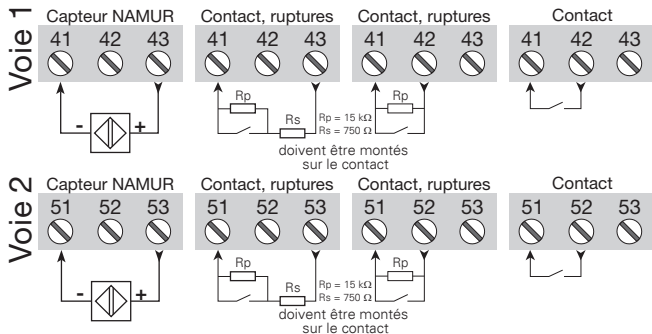 Voie 1
Capteur NAMUR
41 42 43
- +
Contact, ruptures
41 42 43
Rp
Rs
Rp = 15 kΩ
Rs = 750 Ω
doivent être montés
sur le contact
Contact, ruptures
41 42 43
Rp
Contact
41 42 43
Voie 2
Capteur NAMUR
51 52 53
- +
Contact, ruptures
51 52 53
Rp
Rs
Rp = 15 kΩ
Rs = 750 Ω
doivent être montés
sur le contact
Contact, ruptures
51 52 53
Rp
Contact
51 52 53